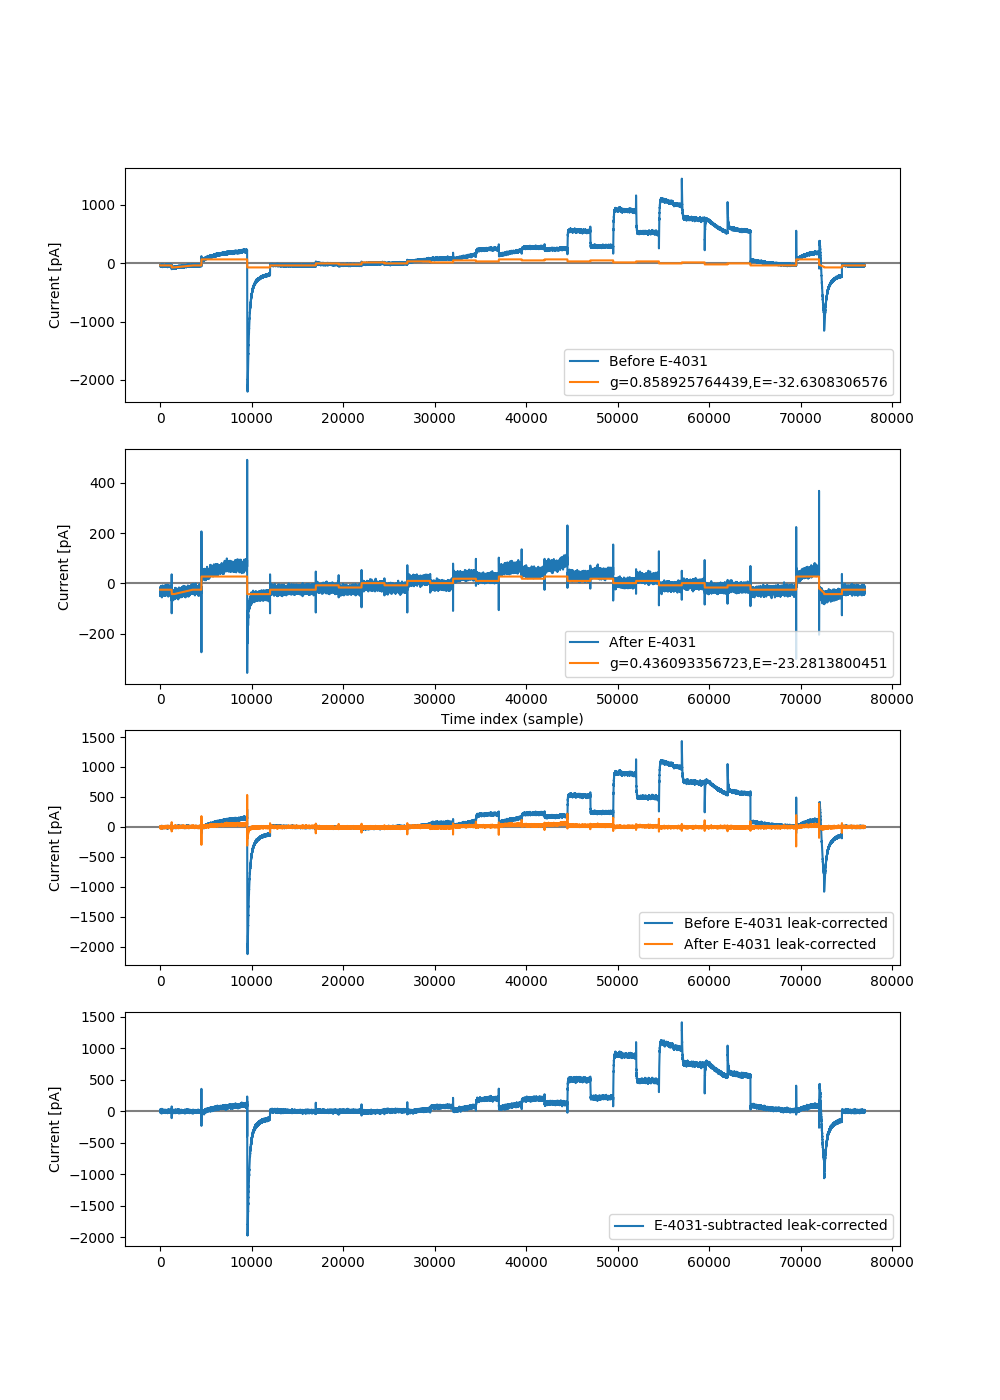 1000
0
−1000
−2000
Current [pA]
Before E-4031
g=0.858925764439,E=-32.6308306576
0 10000 20000 30000 40000 50000 60000 70000 80000
400
200
0
−200
Current [pA]
After E-4031
g=0.436093356723,E=-23.2813800451
0 10000 20000 30000 40000 50000 60000 70000 80000
Time index (sample)
1500
1000
500
0
−500
−1000
−1500
−2000
Current [pA]
Before E-4031 leak-corrected
After E-4031 leak-corrected
0 10000 20000 30000 40000 50000 60000 70000 80000
1500
1000
500
0
−500
−1000
−1500
−2000
Current [pA]
E-4031-subtracted leak-corrected
0 10000 20000 30000 40000 50000 60000 70000 80000